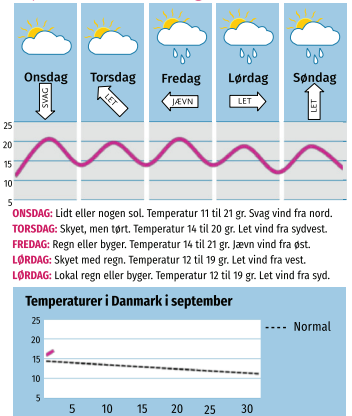 Onsdag Torsdag Fredag Lørdag Søndag
SVAG LET JÆVN LET LET
25
20
15
10
5
ONSDAG: Lidt eller nogen sol. Temperatur 11 til 21 gr. Svag vind fra nord.
TORSDAG: Skyet, men tørt. Temperatur 14 til 20 gr. Let vind fra sydvest.
FREDAG: Regn eller byger. Temperatur 14 til 21 gr. Jævn vind fra øst.
LØRDAG: Skyet med regn. Temperatur 12 til 19 gr. Let vind fra vest.
LØRDAG: Lokal regn eller byger. Temperatur 12 til 19 gr. Let vind fra syd.
Temperaturer i Danmark i september
25
20
15
10
5
Normal
5 10 15 20 25 30